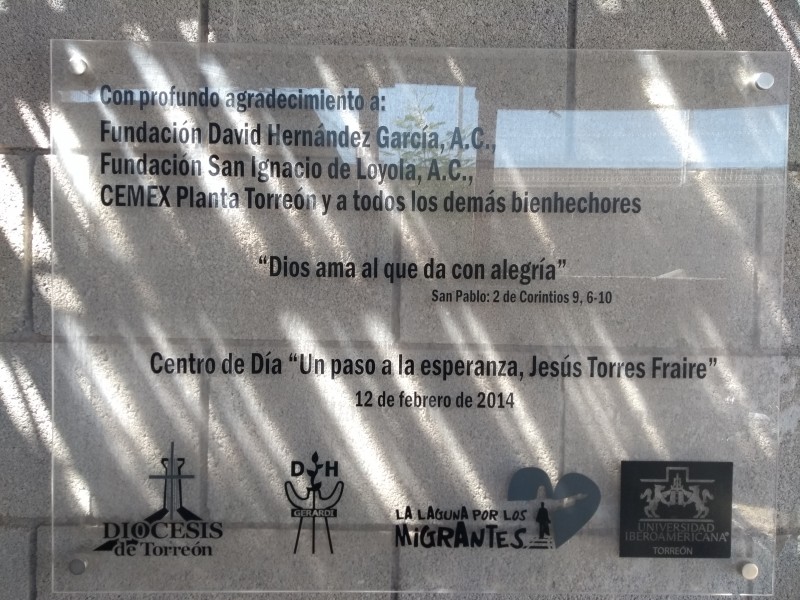 Con profundo agradecimiento a:
Fundación David Hernández García, A.C.,
Fundación San Ignacio de Loyola, A.C.,
CEMEX Planta Torreón y a todos los demás bienhechores
“Dios ama al que da con alegría”
San Pablo: 2 de Corintios 9, 6-10
Centro de Día “Un paso a la esperanza, Jesús Torres Fraire”
12 de febrero de 2014
DIOCESIS
de Torreón
D H
GERARDI
LA LAGUNA POR LOS
MIGRANTES
UNIVERSIDAD
IBEROAMERICANA
TORREÓN